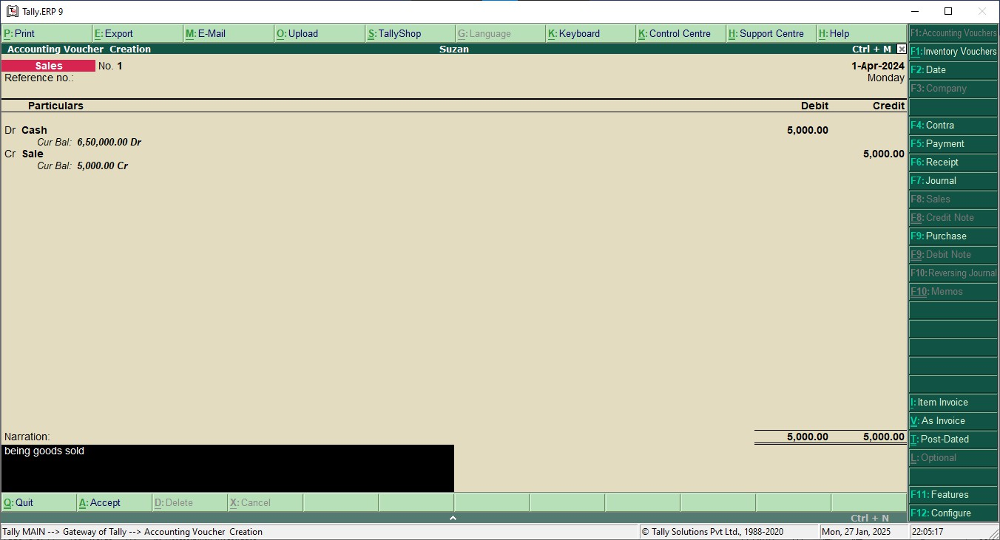 Tally.ERP 9
P: Print E: Export M: E-Mail O: Upload S: TallyShop G: Language K: Keyboard K: Control Centre H: Support Centre H: Help
Accounting Voucher Creation Suzan Ctrl + M
Sales No. 1 1-Apr-2024
Reference no.: Monday
Particulars Debit Credit
Dr Cash 5,000.00
Cur Bal: 6,50,000.00 Dr
Cr Sale 5,000.00
Cur Bal: 5,000.00 Cr
Narration: 5,000.00 5,000.00
being goods sold
Q: Quit A: Accept D: Delete X: Cancel
Ctrl + N
F1: Accounting Vouchers
F1: Inventory Vouchers
F2: Date
F3: Company
F4: Contra
F5: Payment
F6: Receipt
F7: Journal
F8: Sales
F8: Credit Note
F9: Purchase
F9: Debit Note
F10: Reversing Journal
F10: Memos
I: Item Invoice
V: As Invoice
T: Post-Dated
L: Optional
F11: Features
F12: Configure
Tally MAIN --> Gateway of Tally --> Accounting Voucher Creation © Tally Solutions Pvt Ltd., 1988-2020 Mon, 27 Jan, 2025 22:05:17